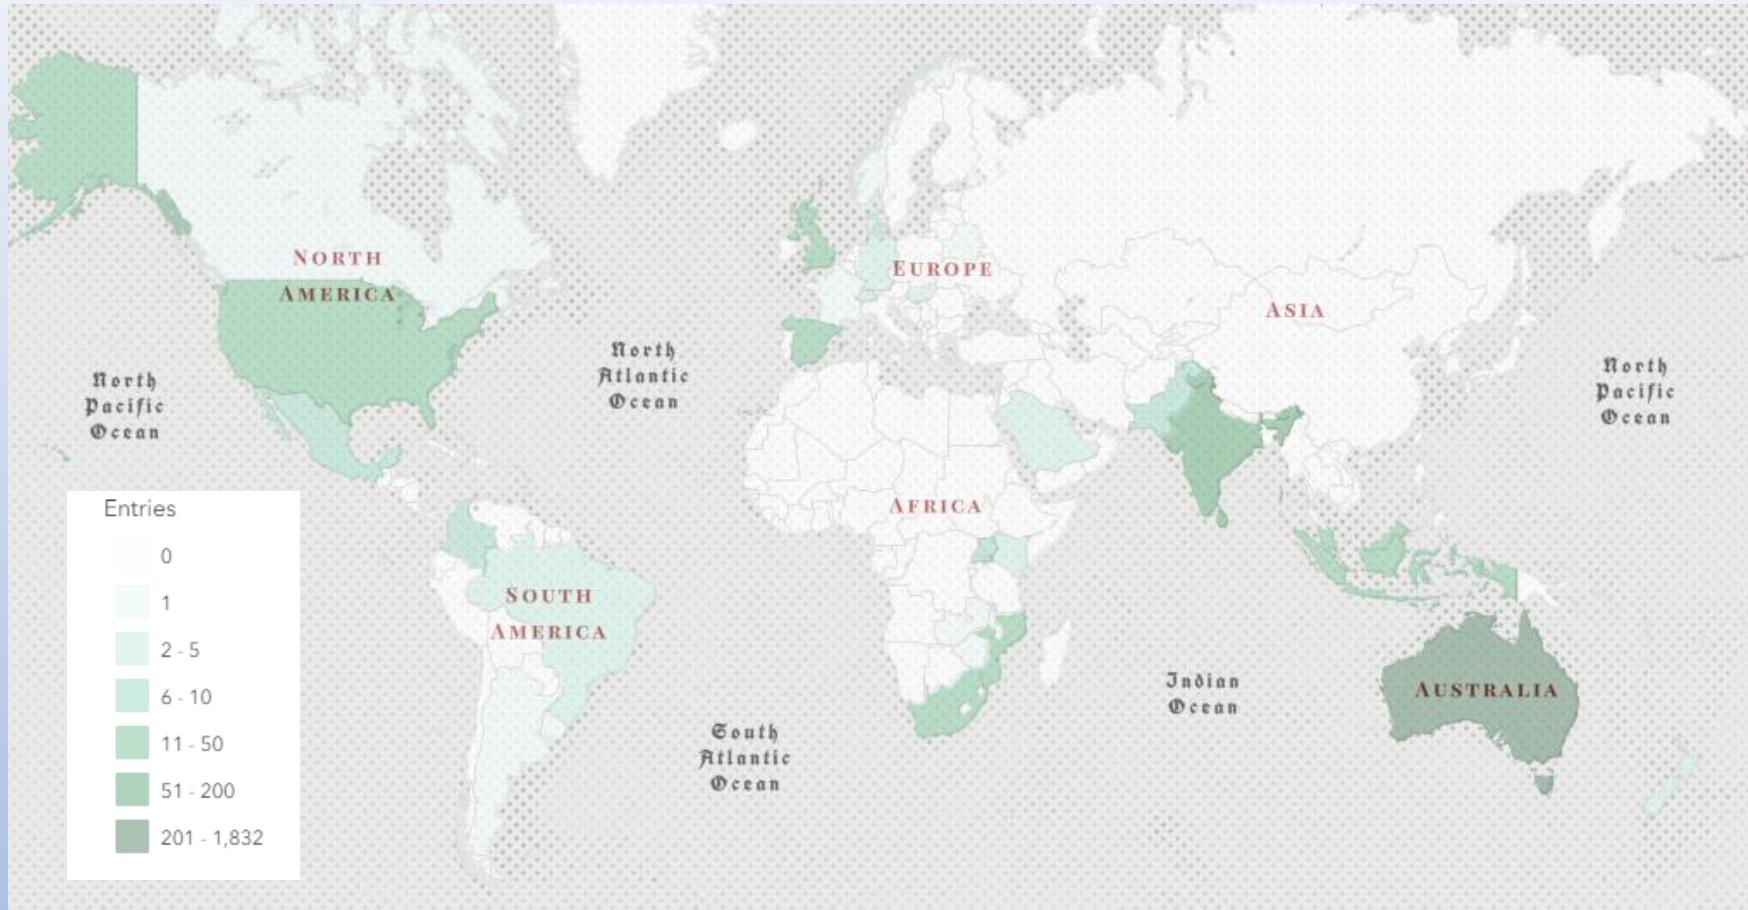 North
America
Europe
Asia
North
Pacific
Ocean
North
Atlantic
Ocean
North
Pacific
Ocean
Africa
South
America
Indian
Ocean
Australia
South
Atlantic
Ocean
Entries
0
1
2 - 5
6 - 10
11 - 50
51 - 200
201 - 1,832